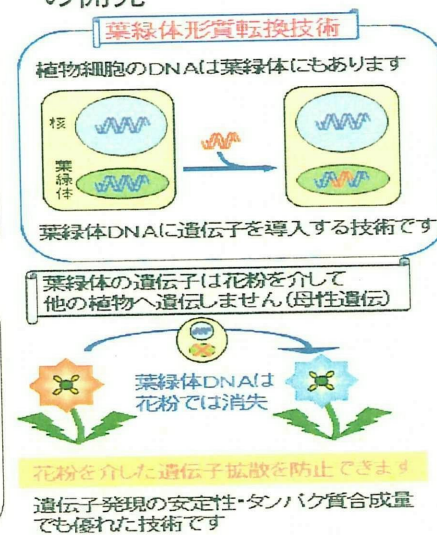 の開発
葉緑体形質転換技術
植物細胞のDNAは葉緑体にもあります
核
葉緑体
葉緑体DNAに遺伝子を導入する技術です
葉緑体の遺伝子は花粉を介して
他の植物へ遺伝しません(母性遺伝)
葉緑体DNAは
花粉では消失
花粉を介した遺伝子拡散を防止できます
遺伝子発現の安定性・タンパク質合成量
でも優れた技術です